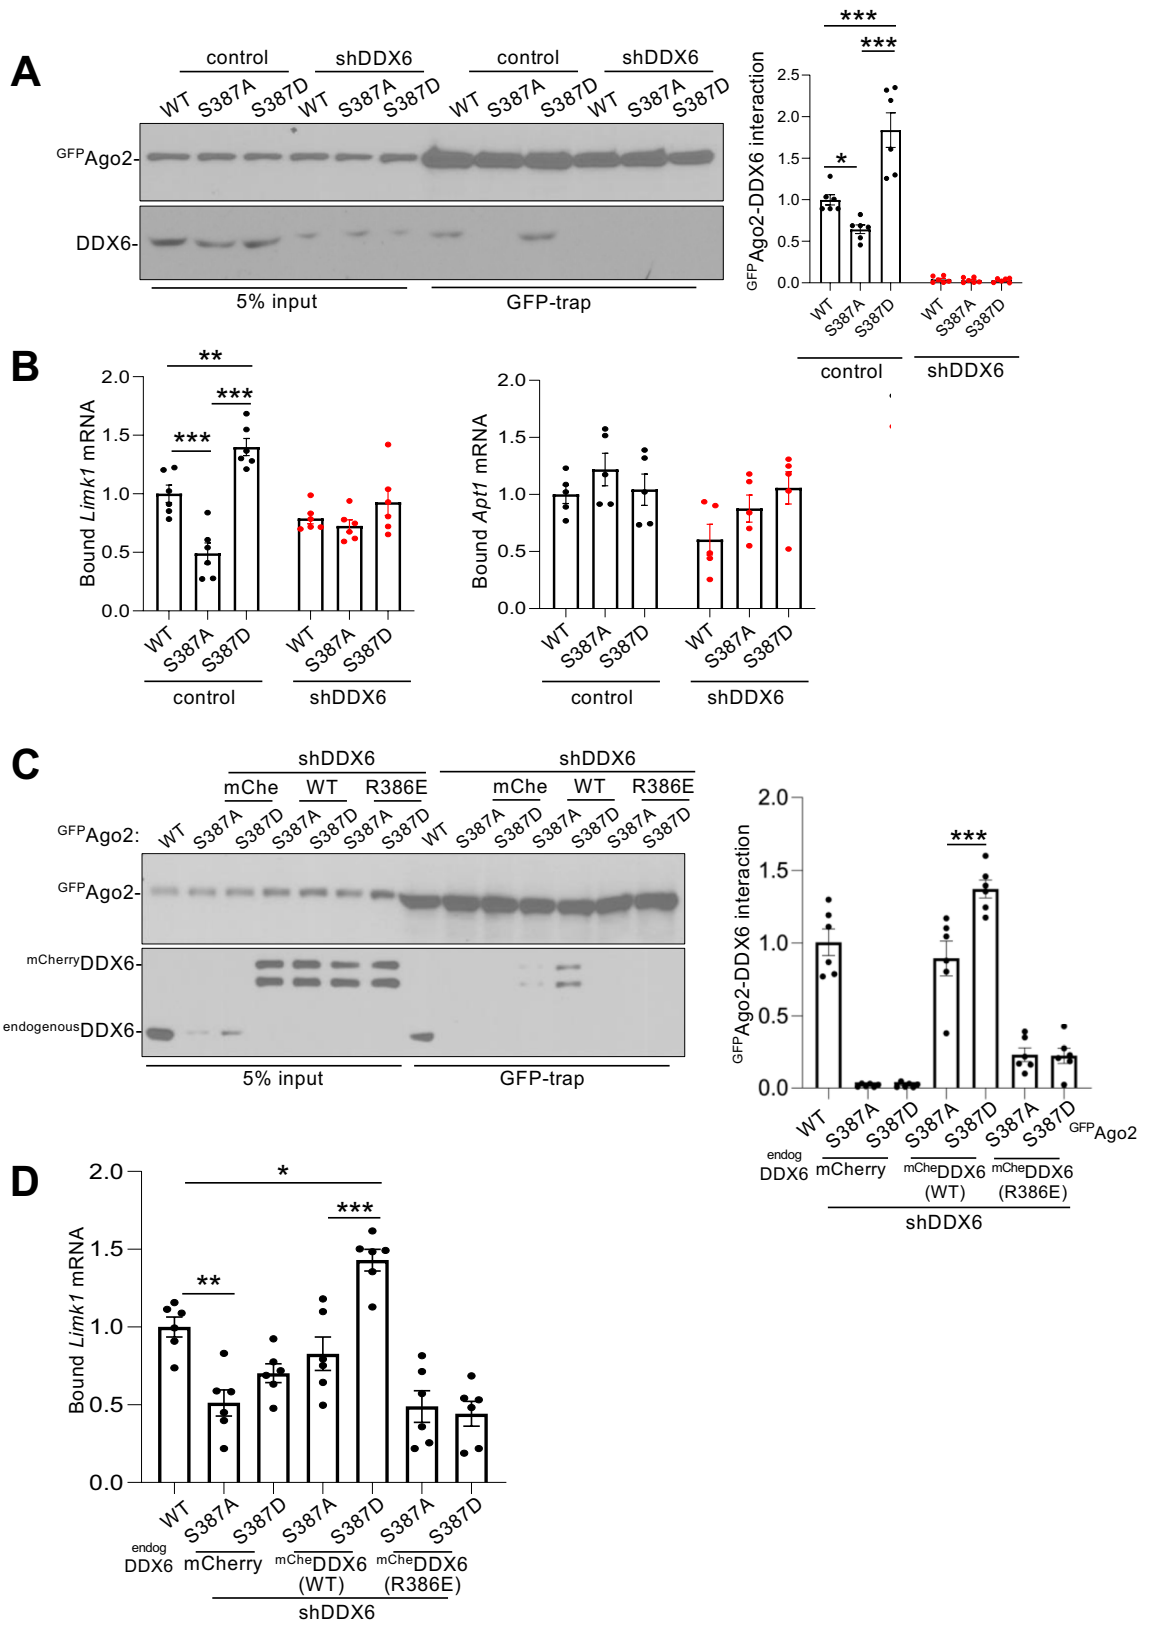 A
control shDDX6 control shDDX6
WT S387A S387D WT S387A S387D WT S387A S387D WT S387A S387D
GFPAgo2-
DDX6-
5% input GFP-trap
*** 
***
*
GFPAgo2-DDX6 interaction
2.5
2.0
1.5
1.0
0.5
0.0
WT S387A S387D WT S387A S387D
control shDDX6
B
**
***
***
Bound Limk1 mRNA
2.0
1.5
1.0
0.5
0.0
WT S387A S387D WT S387A S387D
control shDDX6
Bound Apt1 mRNA
2.0
1.5
1.0
0.5
0.0
WT S387A S387D WT S387A S387D
control shDDX6
C
shDDX6 shDDX6
mChe WT R386E mChe WT R386E
GFPAgo2: WT S387A S387D S387A S387D S387A S387D WT S387A S387D S387A S387D S387A S387D
GFPAgo2-
mCherryDDX6-
endogenousDDX6-
5% input GFP-trap
***
GFPAgo2-DDX6 interaction
2.0
1.5
1.0
0.5
0.0
WT S387A S387D S387A S387D S387A S387D GFPAgo2
endog DDX6 mCherry mCheDDX6 (WT) mCheDDX6 (R386E)
shDDX6
D
*
***
**
Bound Limk1 mRNA
2.0
1.5
1.0
0.5
0.0
WT S387A S387D S387A S387D S387A S387D
endog DDX6 mCherry mCheDDX6 (WT) mCheDDX6 (R386E)
shDDX6